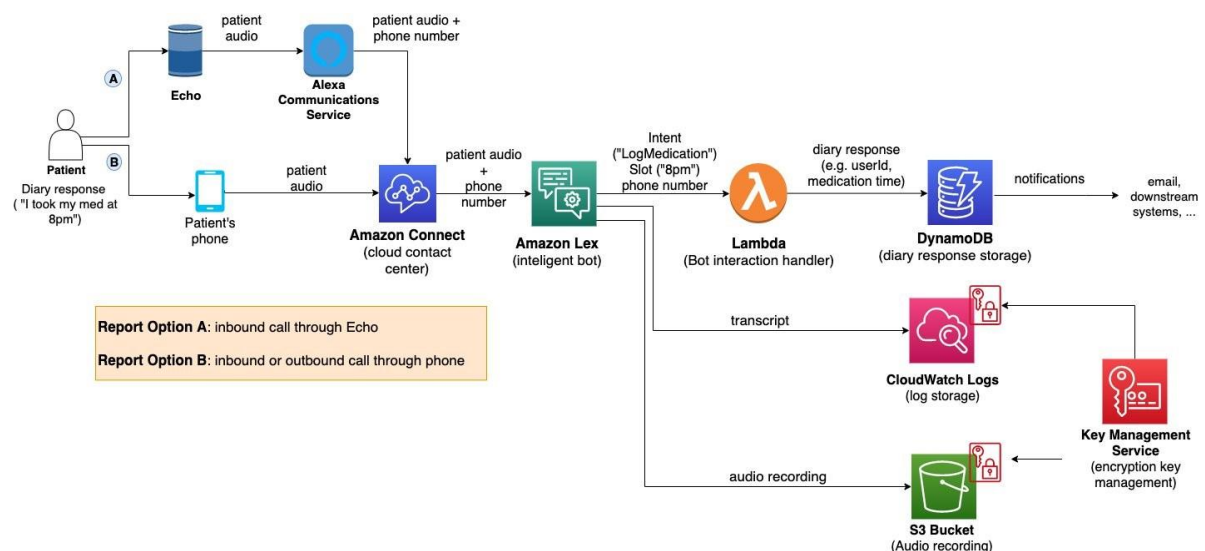 patient
audio
patient audio +
phone number
A
Echo
Alexa
Communications
Service
Patient
Diary response
( "I took my med at
8pm")
B
Patient's
phone
patient
audio
Amazon Connect
(cloud contact
center)
patient audio
+
phone
number
Amazon Lex
(inteligent bot)
Intent
("LogMedication")
Slot ("8pm")
phone number
Lambda
(Bot interaction handler)
diary response
(e.g. userId,
medication time)
DynamoDB
(diary response storage)
notifications
email,
downstream
systems, ...
Report Option A: inbound call through Echo
Report Option B: inbound or outbound call through phone
transcript
CloudWatch Logs
(log storage)
Key Management
Service
(encryption key
management)
audio recording
S3 Bucket
(Audio recording)